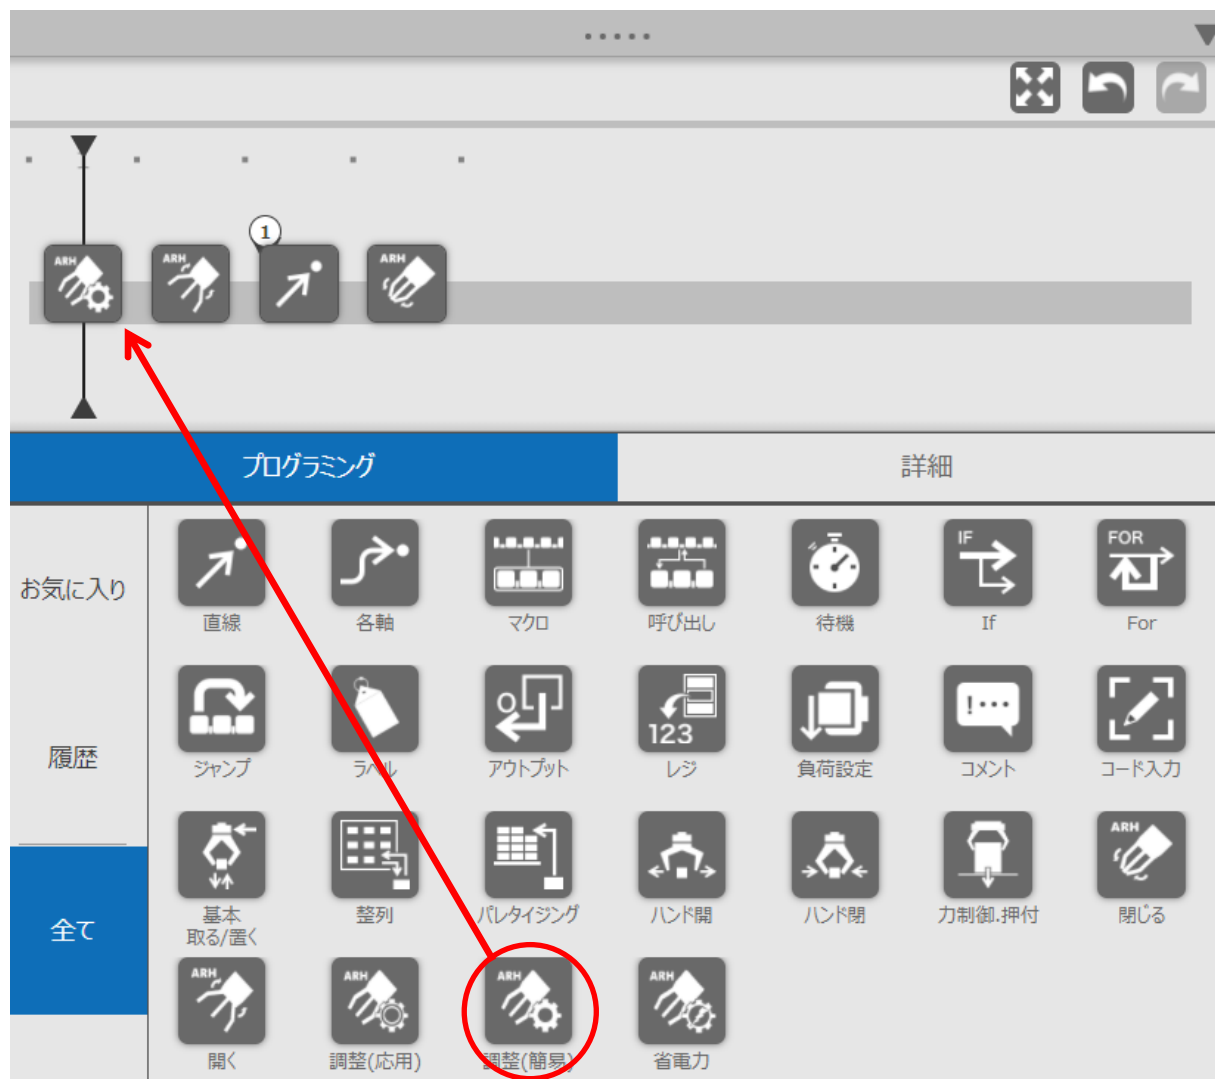 ARH
ARH
1
ARH
プログラミング
詳細
お気に入り
履歴
全て
IF
FOR
直線
各軸
マクロ
呼び出し
待機
If
For
123
ジャンプ
ラベル
アウトプット
レジ
負荷設定
コメント
コード入力
ARH
基本
取る/置く
整列
パレタイジング
ハンド開
ハンド閉
力制御.押付
閉じる
ARH
ARH
ARH
ARH
開く
調整(応用)
調整(簡易)
省電力